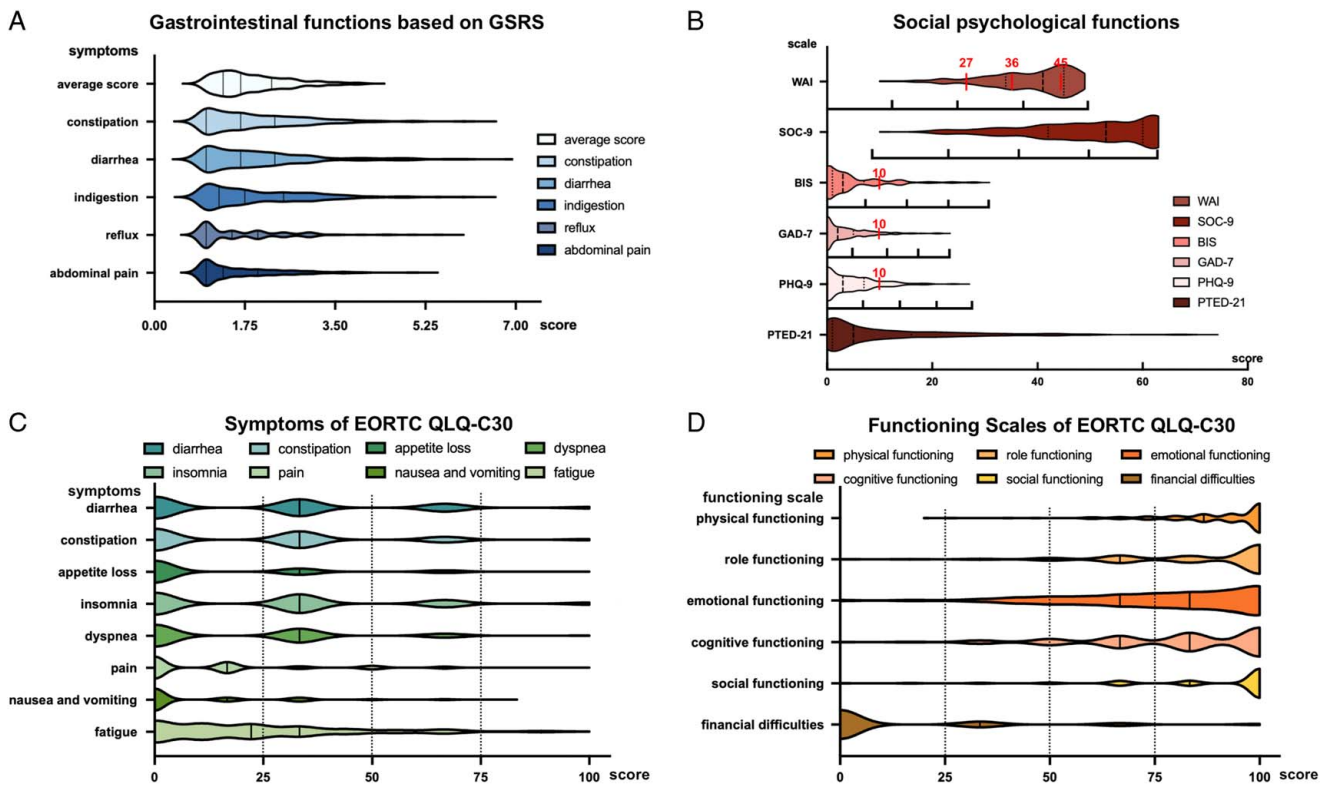 A
Gastrointestinal functions based on GSRS
symptoms
average score
constipation
diarrhea
indigestion
reflux
abdominal pain
average score
constipation
diarrhea
indigestion
reflux
abdominal pain
0.00 1.75 3.50 5.25 7.00 score
B
Social psychological functions
scale
WAI
27 36 45
SOC-9
BIS
10
GAD-7
10
PHQ-9
10
PTED-21
WAI
SOC-9
BIS
GAD-7
PHQ-9
PTED-21
score
0 20 40 60 80
C
Symptoms of EORTC QLQ-C30
diarrhea constipation appetite loss dyspnea
insomnia pain nausea and vomiting fatigue
symptoms
diarrhea
constipation
appetite loss
insomnia
dyspnea
pain
nausea and vomiting
fatigue
0 25 50 75 100 score
D
Functioning Scales of EORTC QLQ-C30
physical functioning role functioning emotional functioning
cognitive functioning social functioning financial difficulties
functioning scale
physical functioning
role functioning
emotional functioning
cognitive functioning
social functioning
financial difficulties
0 25 50 75 100 score